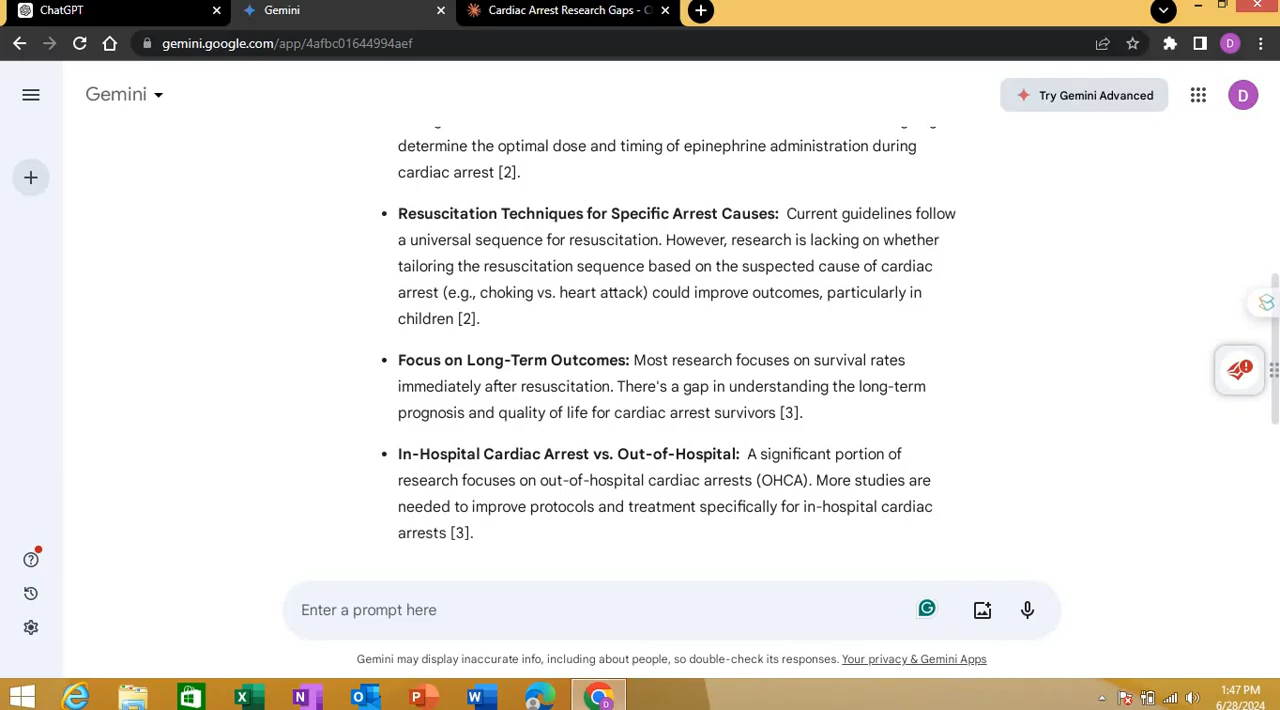 ChatGPT
Gemini
Cardiac Arrest Research Gaps - C
gemini.google.com/app/4afbc01644994aef
D
Gemini
Try Gemini Advanced
D
determine the optimal dose and timing of epinephrine administration during
cardiac arrest [2].
• Resuscitation Techniques for Specific Arrest Causes: Current guidelines follow
a universal sequence for resuscitation. However, research is lacking on whether
tailoring the resuscitation sequence based on the suspected cause of cardiac
arrest (e.g., choking vs. heart attack) could improve outcomes, particularly in
children [2].
• Focus on Long-Term Outcomes: Most research focuses on survival rates
immediately after resuscitation. There's a gap in understanding the long-term
prognosis and quality of life for cardiac arrest survivors [3].
• In-Hospital Cardiac Arrest vs. Out-of-Hospital: A significant portion of
research focuses on out-of-hospital cardiac arrests (OHCA). More studies are
needed to improve protocols and treatment specifically for in-hospital cardiac
arrests [3].
Enter a prompt here
Gemini may display inaccurate info, including about people, so double-check its responses. Your privacy & Gemini Apps
1:47 PM
6/28/2024